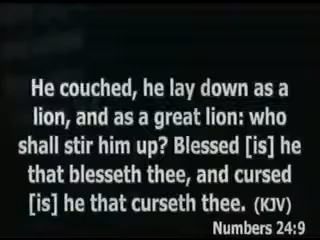 He couched, he lay down as a
lion, and as a great lion: who
shall stir him up? Blessed [is] he
that blesseth thee, and cursed
[is] he that curseth thee. (KJV)
Numbers 24:9